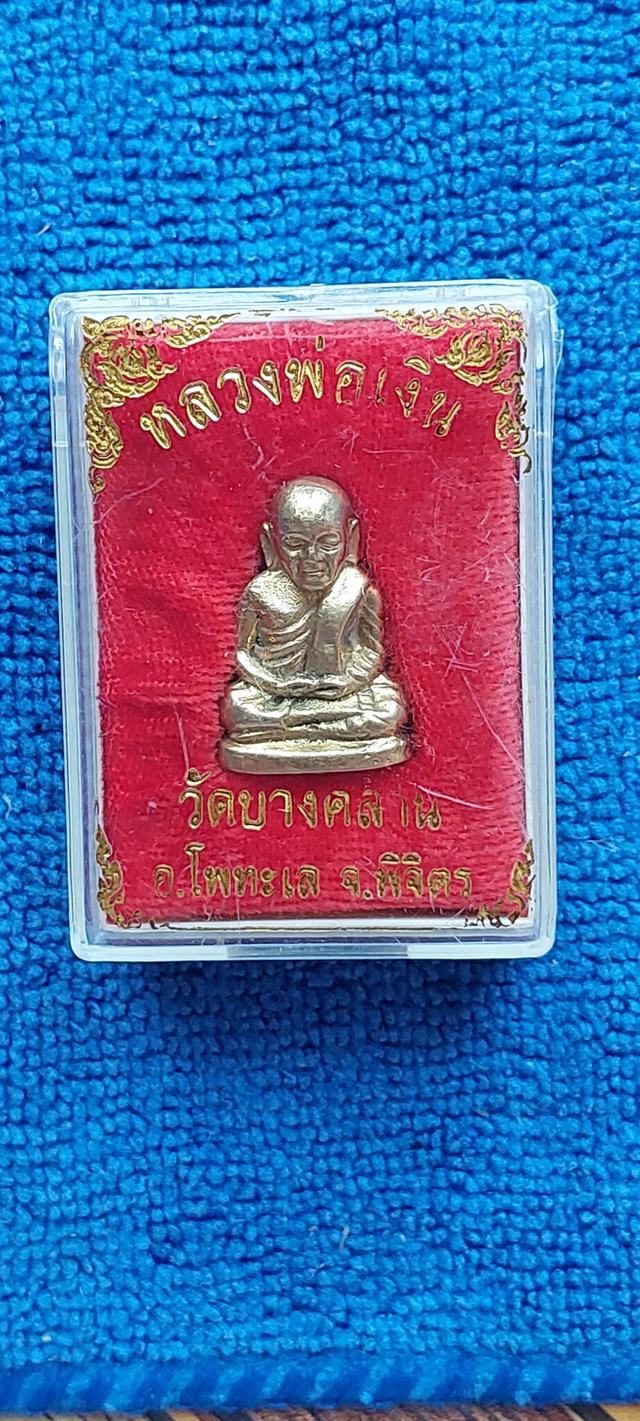 หลวงพ่อเงิน
วัดบางคลาน
อ.โพทะเล จ.พิจิตร